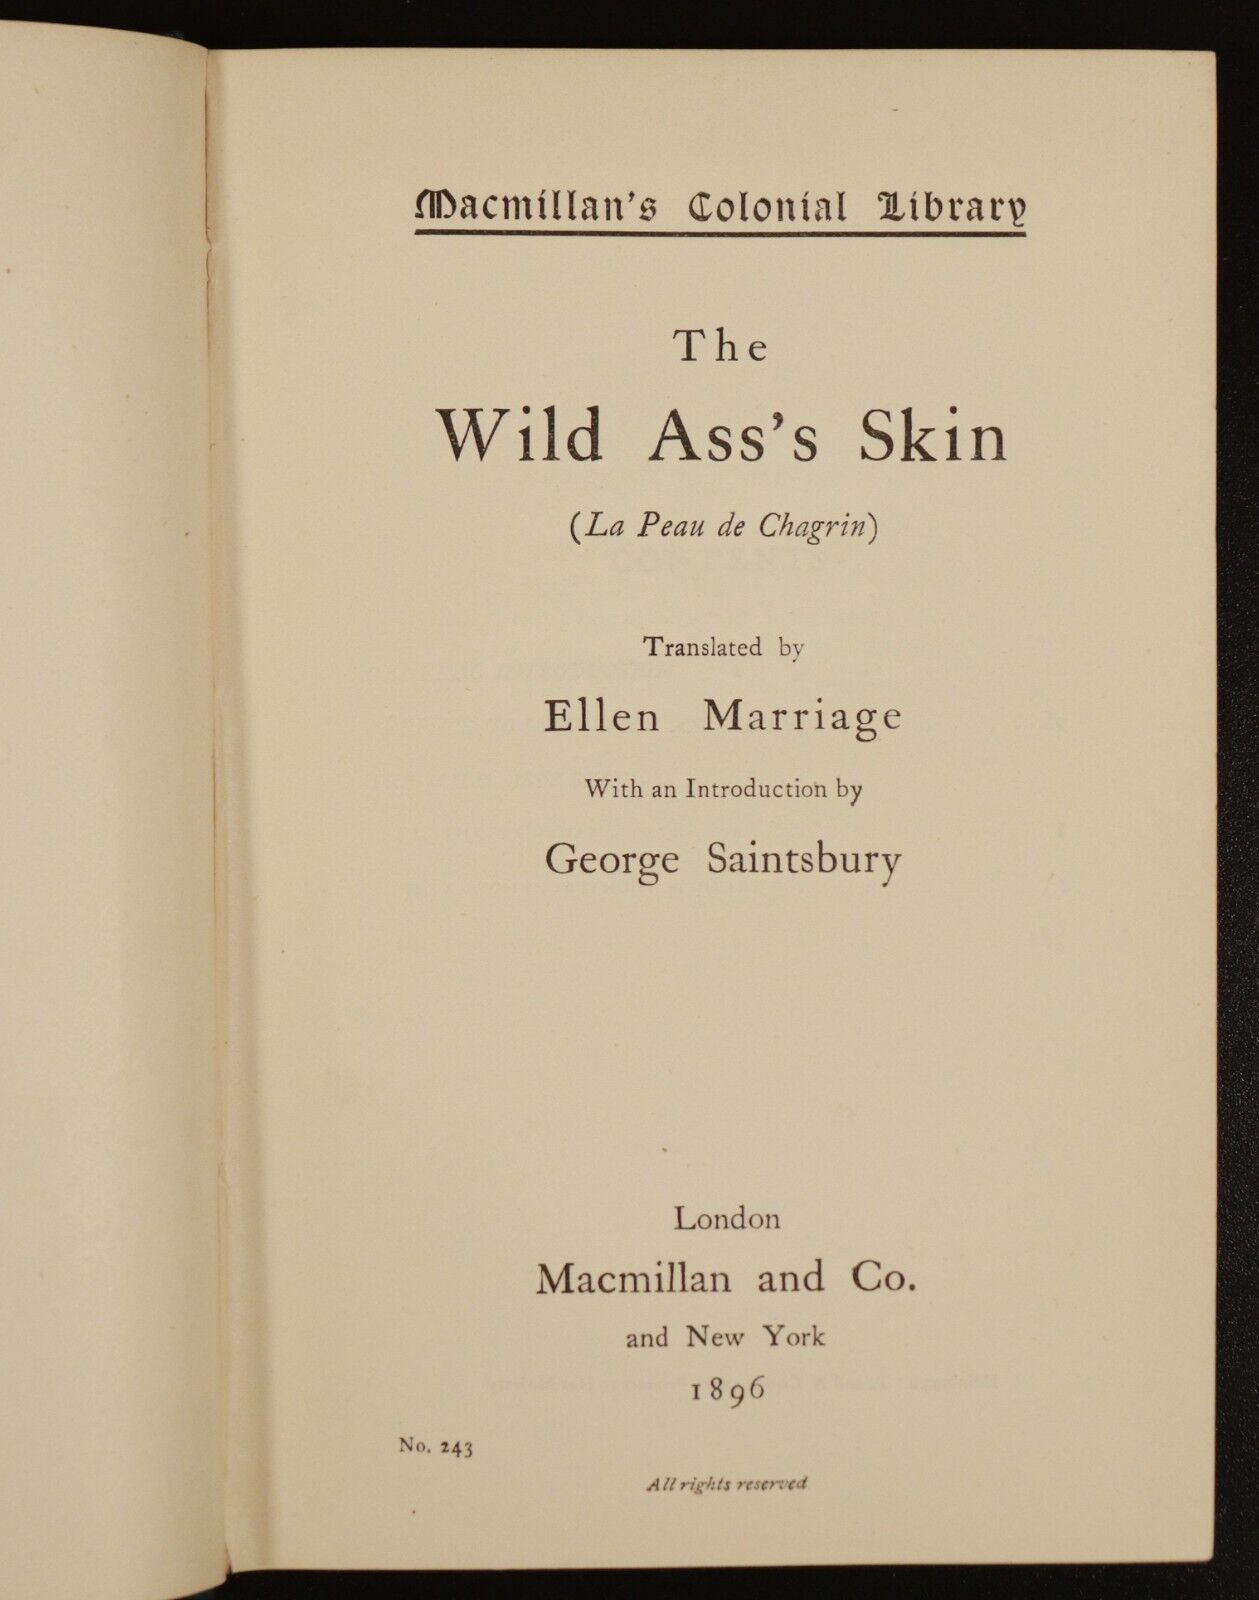 Macmillan's Colonial Library
The
Wild Ass's Skin
(La Peau de Chagrin)
Translated by
Ellen Marriage
With an Introduction by
George Saintsbury
London
Macmillan and Co.
and New York
1896
No. 243
All rights reserved